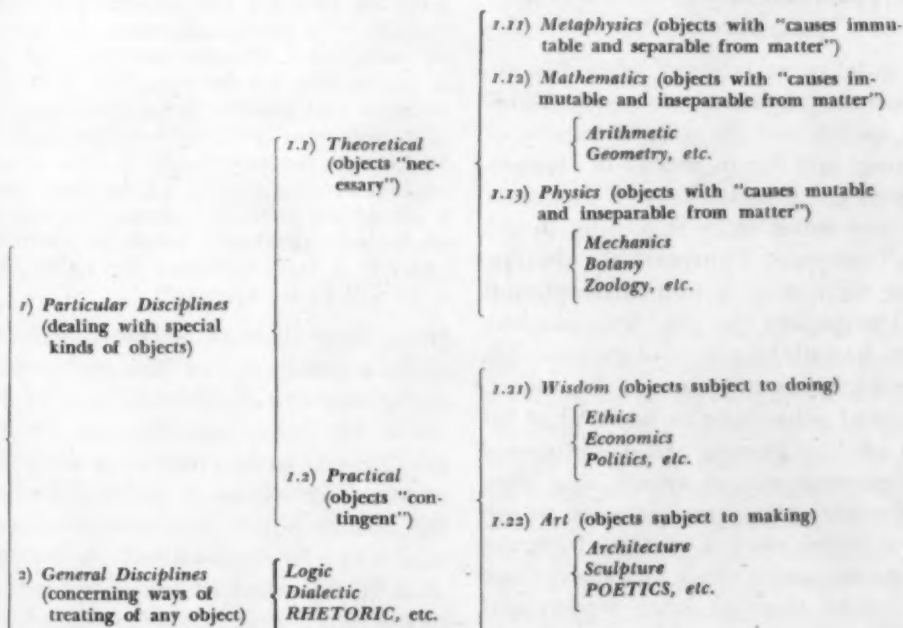 1) Particular Disciplines
(dealing with special
kinds of objects)
1.1) Theoretical
(objects "nec-
essary")
1.11) Metaphysics (objects with "causes immu-
table and separable from matter")
1.12) Mathematics (objects with "causes im-
mutable and inseparable from matter")
Arithmetic
Geometry, etc.
1.13) Physics (objects with "causes mutable
and inseparable from matter")
Mechanics
Botany
Zoology, etc.
1.2) Practical
(objects "con-
tingent")
1.21) Wisdom (objects subject to doing)
Ethics
Economics
Politics, etc.
1.22) Art (objects subject to making)
Architecture
Sculpture
POETICS, etc.
2) General Disciplines
(concerning ways of
treating of any object)
Logic
Dialectic
RHETORIC, etc.